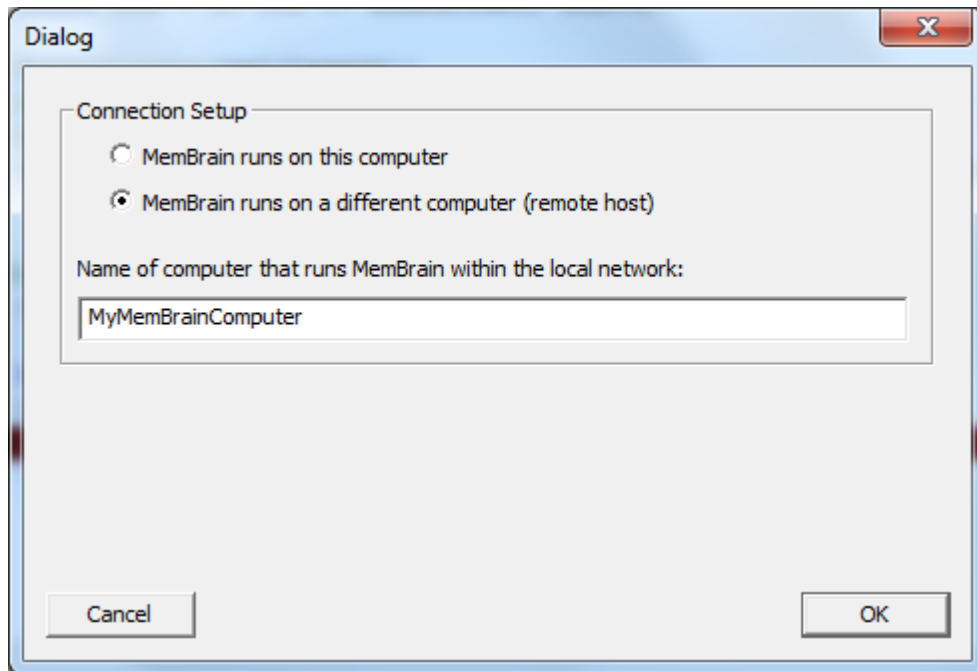 Dialog
Connection Setup
MemBrain runs on this computer
MemBrain runs on a different computer (remote host)
Name of computer that runs MemBrain within the local network:
MyMemBrainComputer
Cancel OK